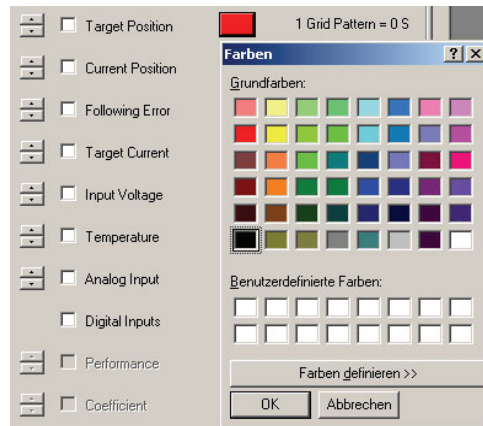 Target Position
1 Grid Pattern = 0 S
Farben
? ×
Current Position
Grundfarben:
Following Error
Target Current
Input Voltage
Temperature
Analog Input
Benutzerdefinierte Farben:
Digital Inputs
Performance
Farben definieren >>
Coefficient
OK
Abbrechen